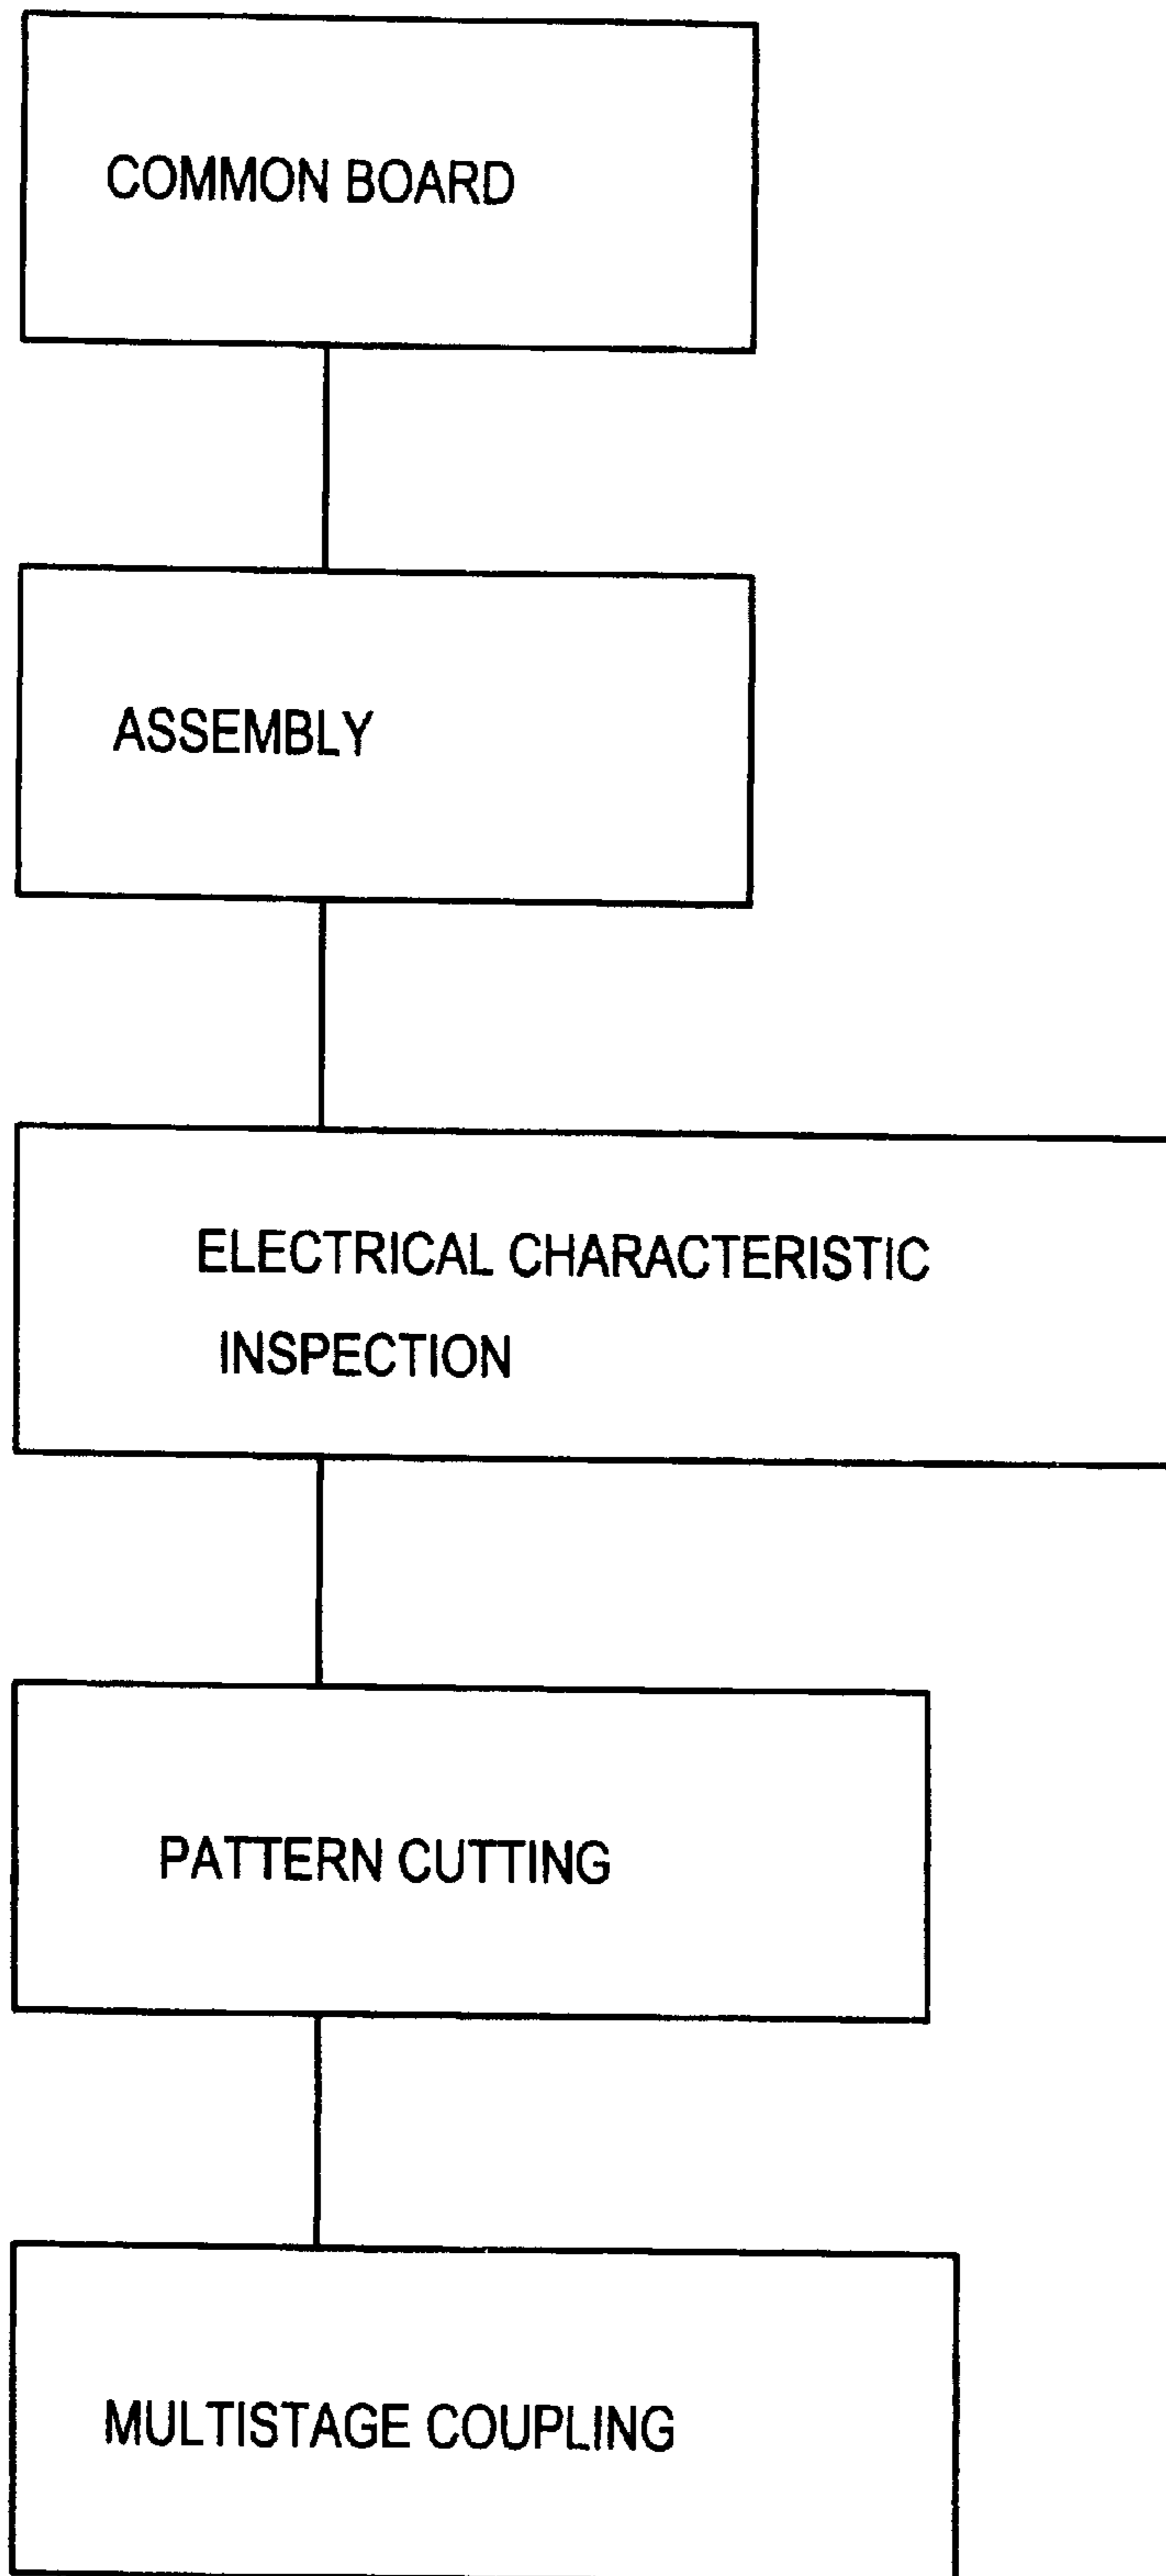 COMMON BOARD
ASSEMBLY
ELECTRICAL CHARACTERISTIC
INSPECTION
PATTERN CUTTING
MULTISTAGE COUPLING